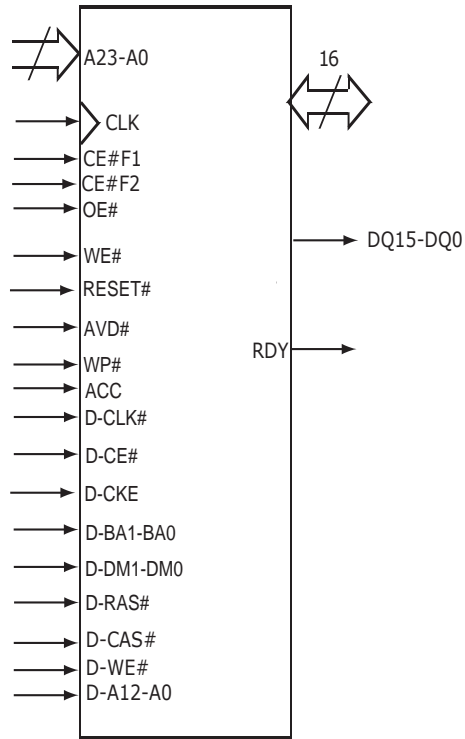 A23-A0
16
CLK
CE#F1
CE#F2
OE#
DQ15-DQ0
WE#
RESET#
AVD#
RDY
WP#
ACC
D-CLK#
D-CE#
D-CKE
D-BA1-BA0
D-DM1-DM0
D-RAS#
D-CAS#
D-WE#
D-A12-A0